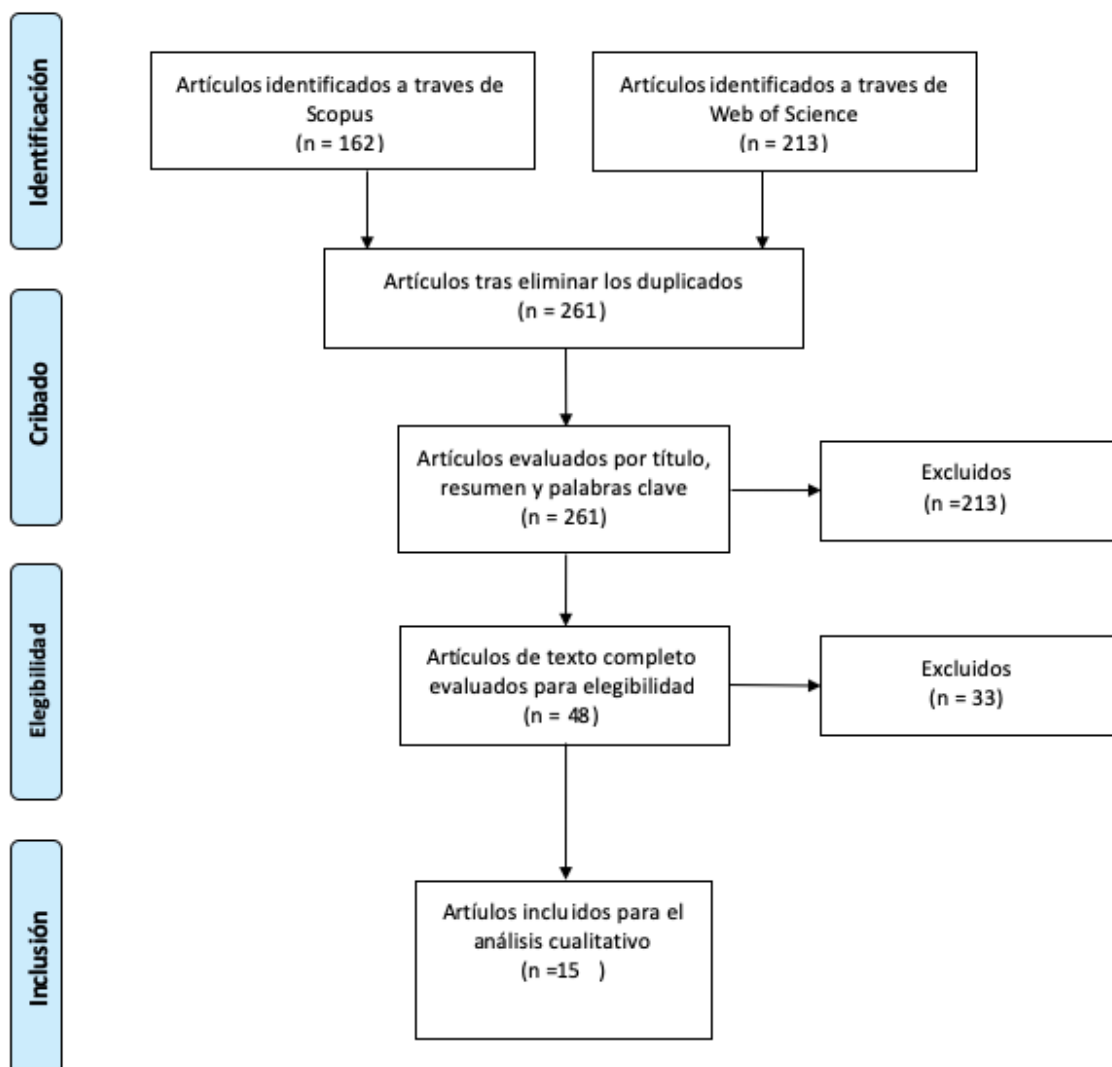 Identificación
Artículos identificados a traves de
Scopus
(n = 162)
Artículos identificados a traves de
Web of Science
(n = 213)
Artículos tras eliminar los duplicados
(n = 261)
Cribado
Artículos evaluados por título,
resumen y palabras clave
(n = 261)
Excluidos
(n =213)
Elegibilidad
Artículos de texto completo
evaluados para elegibilidad
(n = 48)
Excluidos
(n = 33)
Inclusión
Artíulos incluidos para el
análisis cualitativo
(n =15 )